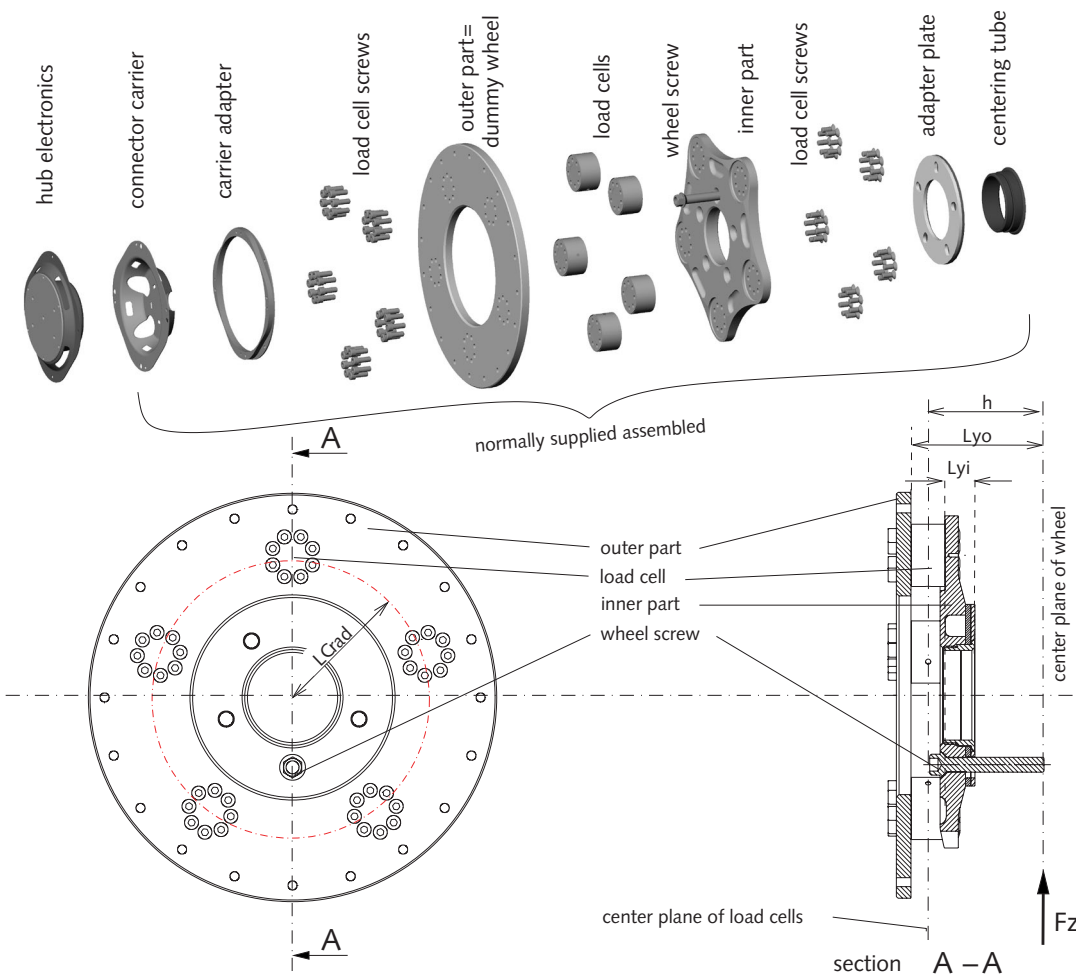 hub electronics
connector carrier
carrier adapter
load cell screws
outer part=
dummy wheel
load cells
wheel screw
inner part
load cell screws
adapter plate
centering tube
normally supplied assembled
A
h
Lyo
Lyi
LCrad
outer part
load cell
inner part
wheel screw
center plane of wheel
center plane of load cells
Fz
A
section A – A